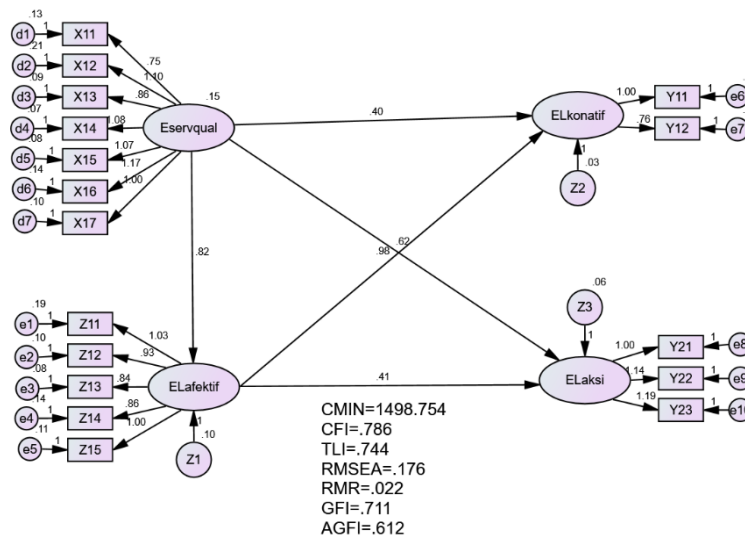 .13
d1 1 X11
.21
d2 1 X12
.09
d3 1 X13
.07
d4 1 X14
.08
d5 1 X15
.14
d6 1 X16
.10
d7 1 X17
.75
1.10
.86
1.08
1.07
1.17
1.00
.15
Eservqual
.40
ELkonatif
1.00 Y11 1 e6
.76 Y12 1 e7
1
.03
Z2
.82
.98
.62
.06
Z3
1
.19
e1 1 Z11
.10
e2 1 Z12
.08
e3 1 Z13
.14
e4 1 Z14
.11
e5 1 Z15
1.03
.93
.84
.86
1.00
ELafektif
1
.10
Z1
.41
ELaksi
1.00 Y21 1 e8
1.14 Y22 1 e9
1.19 Y23 1 e10
CMIN=1498.754
CFI=.786
TLI=.744
RMSEA=.176
RMR=.022
GFI=.711
AGFI=.612